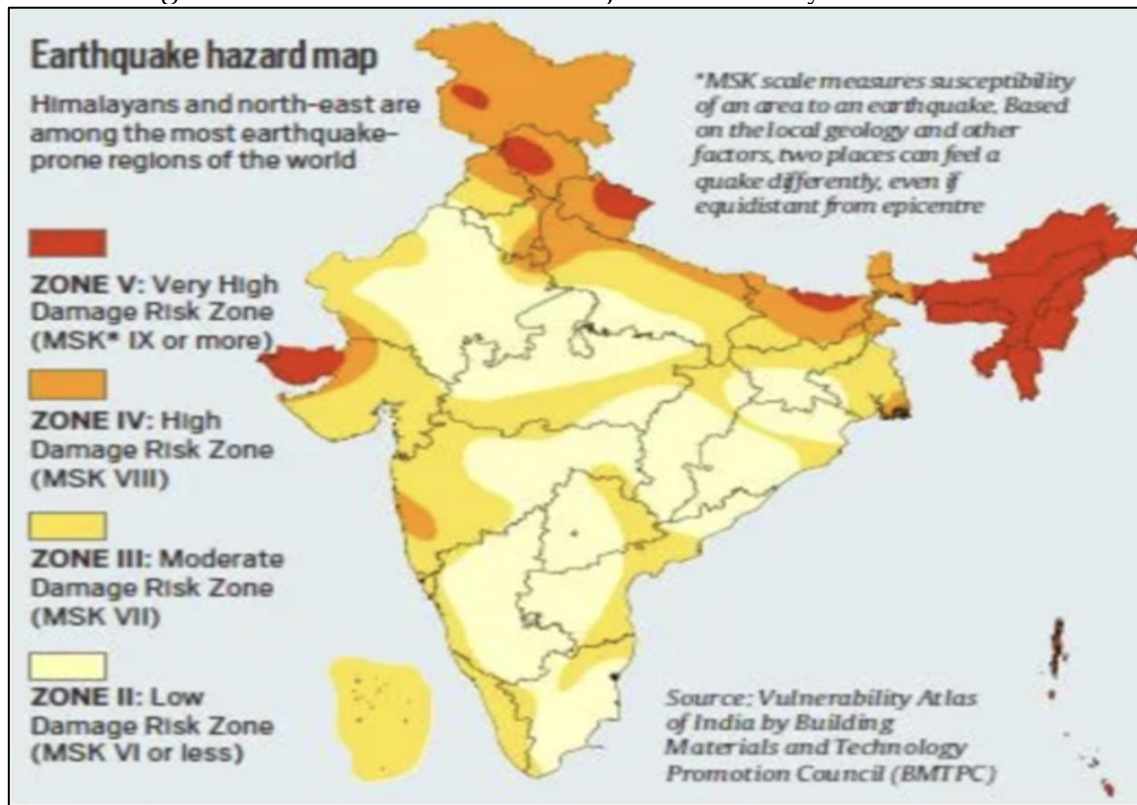 Earthquake hazard map
Himalayans and north-east are
among the most earthquake-
prone regions of the world
*MSK scale measures susceptibility
of an area to an earthquake. Based
on the local geology and other
factors, two places can feel a
quake differently, even if
equidistant from epicentre
ZONE V: Very High
Damage Risk Zone
(MSK* IX or more)
ZONE IV: High
Damage Risk Zone
(MSK VIII)
ZONE III: Moderate
Damage Risk Zone
(MSK VII)
ZONE II: Low
Damage Risk Zone
(MSK VI or less)
Source: Vulnerability Atlas
of India by Building
Materials and Technology
Promotion Council (BMTPC)